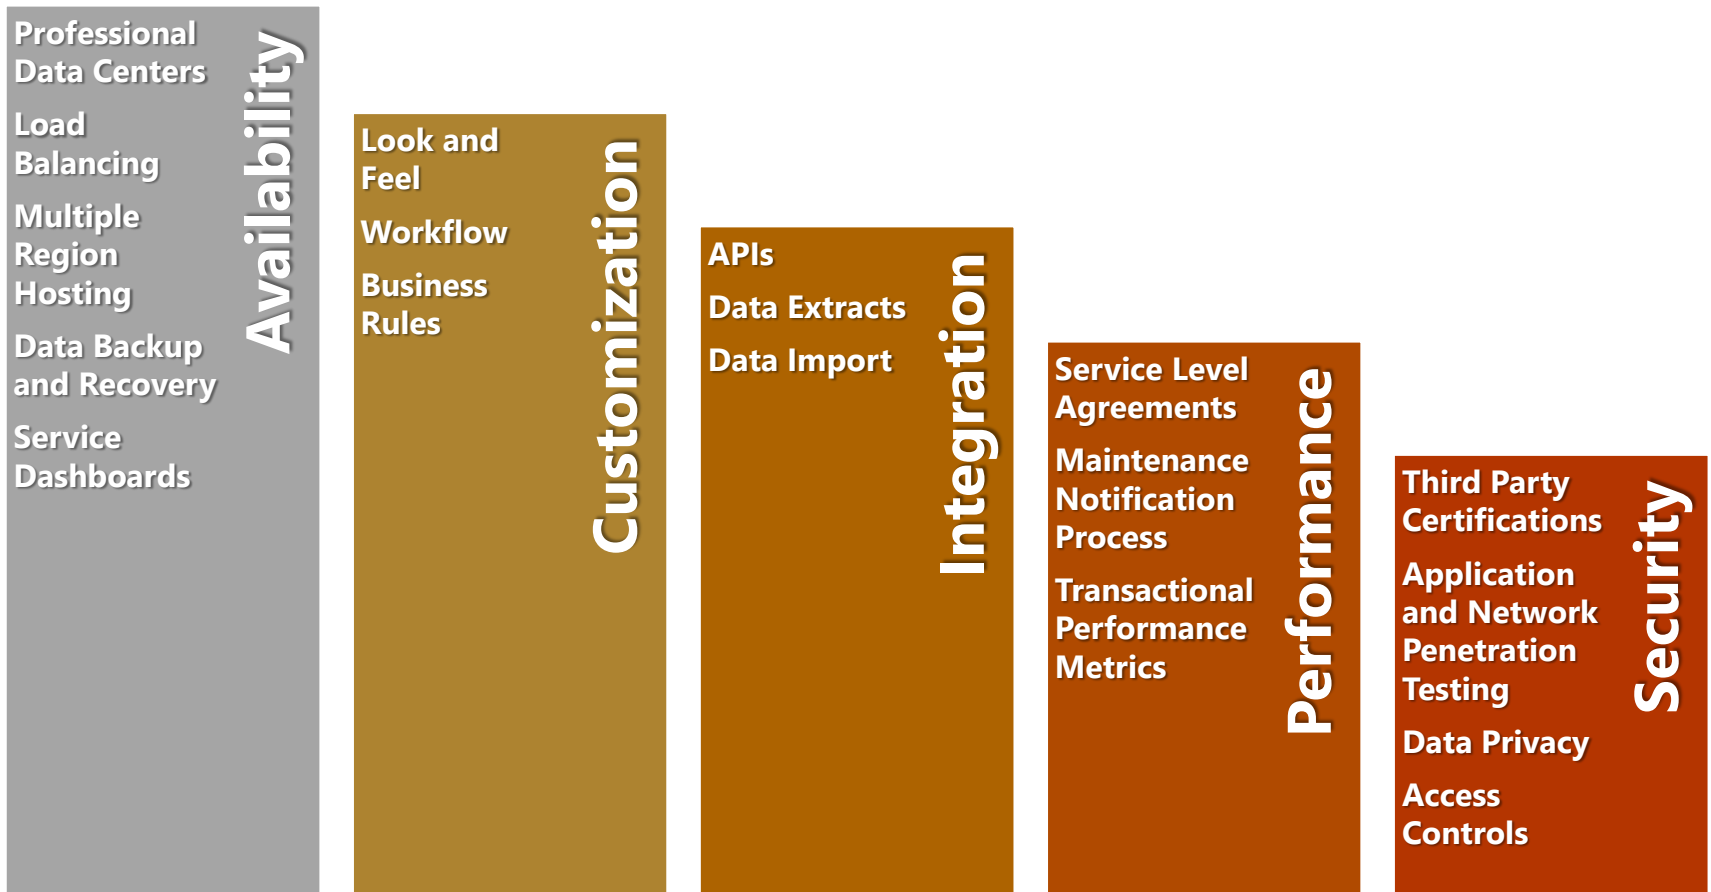 Professional
Data Centers
Load
Balancing
Multiple
Region
Hosting
Data Backup
and Recovery
Service
Dashboards
Availability
Look and
Feel
Workflow
Business
Rules
Customization
APIs
Data Extracts
Data Import
Integration
Service Level
Agreements
Maintenance
Notification
Process
Transactional
Performance
Metrics
Performance
Third Party
Certifications
Application
and Network
Penetration
Testing
Data Privacy
Access
Controls
Security